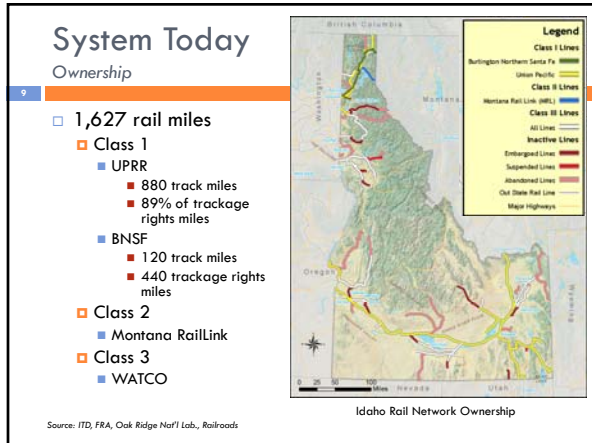 System Today
Ownership
9
1,627 rail miles
Class 1
UPRR
880 track miles
89% of trackage
rights miles
BNSF
120 track miles
440 trackage rights
miles
Class 2
Montana RailLink
Class 3
WATCO
Source: ITD, FRA, Oak Ridge Nat'l Lab., Railroads
British Columbia
Washington
Montana
Oregon
Wyoming
Nevada
Utah
Legend
Class I Lines
Burlington Northern Santa Fe
Union Pacific
Class II Lines
Montana Rail Link (MRL)
Class III Lines
All Lines
Inactive Lines
Embargoed Lines
Suspended Lines
Abandoned Lines
Out State Rail Line
Major Highways
0 25 50 100
Miles
Idaho Rail Network Ownership